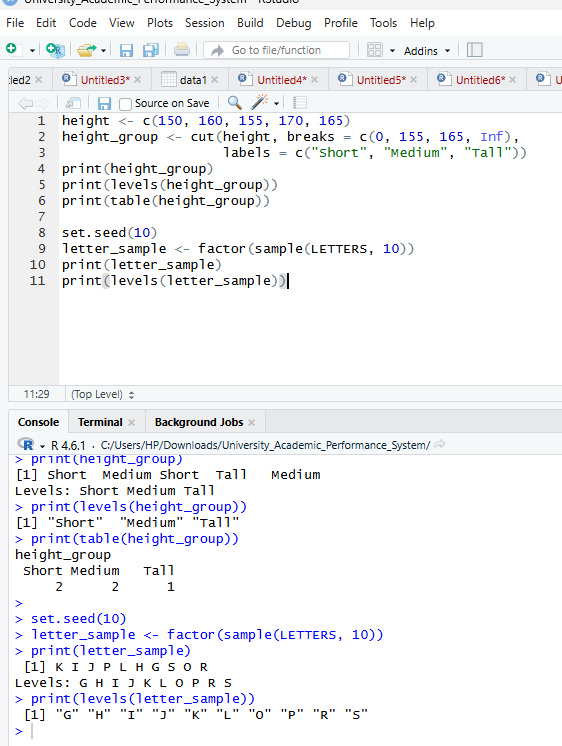 University_Academic_Performance_System - RStudio
File Edit Code View Plots Session Build Debug Profile Tools Help
Go to file/function Addins
led2 Untitled3* data1 Untitled4* Untitled5* Untitled6* U
Source on Save
1 height <- c(150, 160, 155, 170, 165)
2 height_group <- cut(height, breaks = c(0, 155, 165, Inf),
3 labels = c("Short", "Medium", "Tall"))
4 print(height_group)
5 print(levels(height_group))
6 print(table(height_group))
7
8 set.seed(10)
9 letter_sample <- factor(sample(LETTERS, 10))
10 print(letter_sample)
11 print(levels(letter_sample))
11:29 (Top Level)
Console Terminal Background Jobs
R 4.6.1 · C:/Users/HP/Downloads/University_Academic_Performance_System/
> print(height_group)
[1] Short Medium Short Tall Medium
Levels: Short Medium Tall
> print(levels(height_group))
[1] "Short" "Medium" "Tall"
> print(table(height_group))
height_group
Short Medium Tall
2 2 1
>
> set.seed(10)
> letter_sample <- factor(sample(LETTERS, 10))
> print(letter_sample)
[1] K I J P L H G S O R
Levels: G H I J K L O P R S
> print(levels(letter_sample))
[1] "G" "H" "I" "J" "K" "L" "O" "P" "R" "S"
>